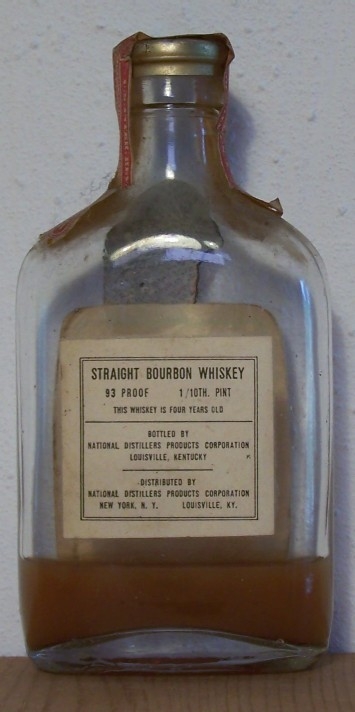 STRAIGHT BOURBON WHISKEY
93 PROOF 1/10TH. PINT
THIS WHISKEY IS FOUR YEARS OLD
BOTTLED BY
NATIONAL DISTILLERS PRODUCTS CORPORATION
LOUISVILLE, KENTUCKY
DISTRIBUTED BY
NATIONAL DISTILLERS PRODUCTS CORPORATION
NEW YORK, N. Y. LOUISVILLE, KY.